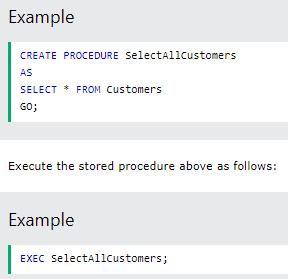 Example
CREATE PROCEDURE SelectAllCustomers
AS
SELECT * FROM Customers
GO;
Execute the stored procedure above as follows:
Example
EXEC SelectAllCustomers;